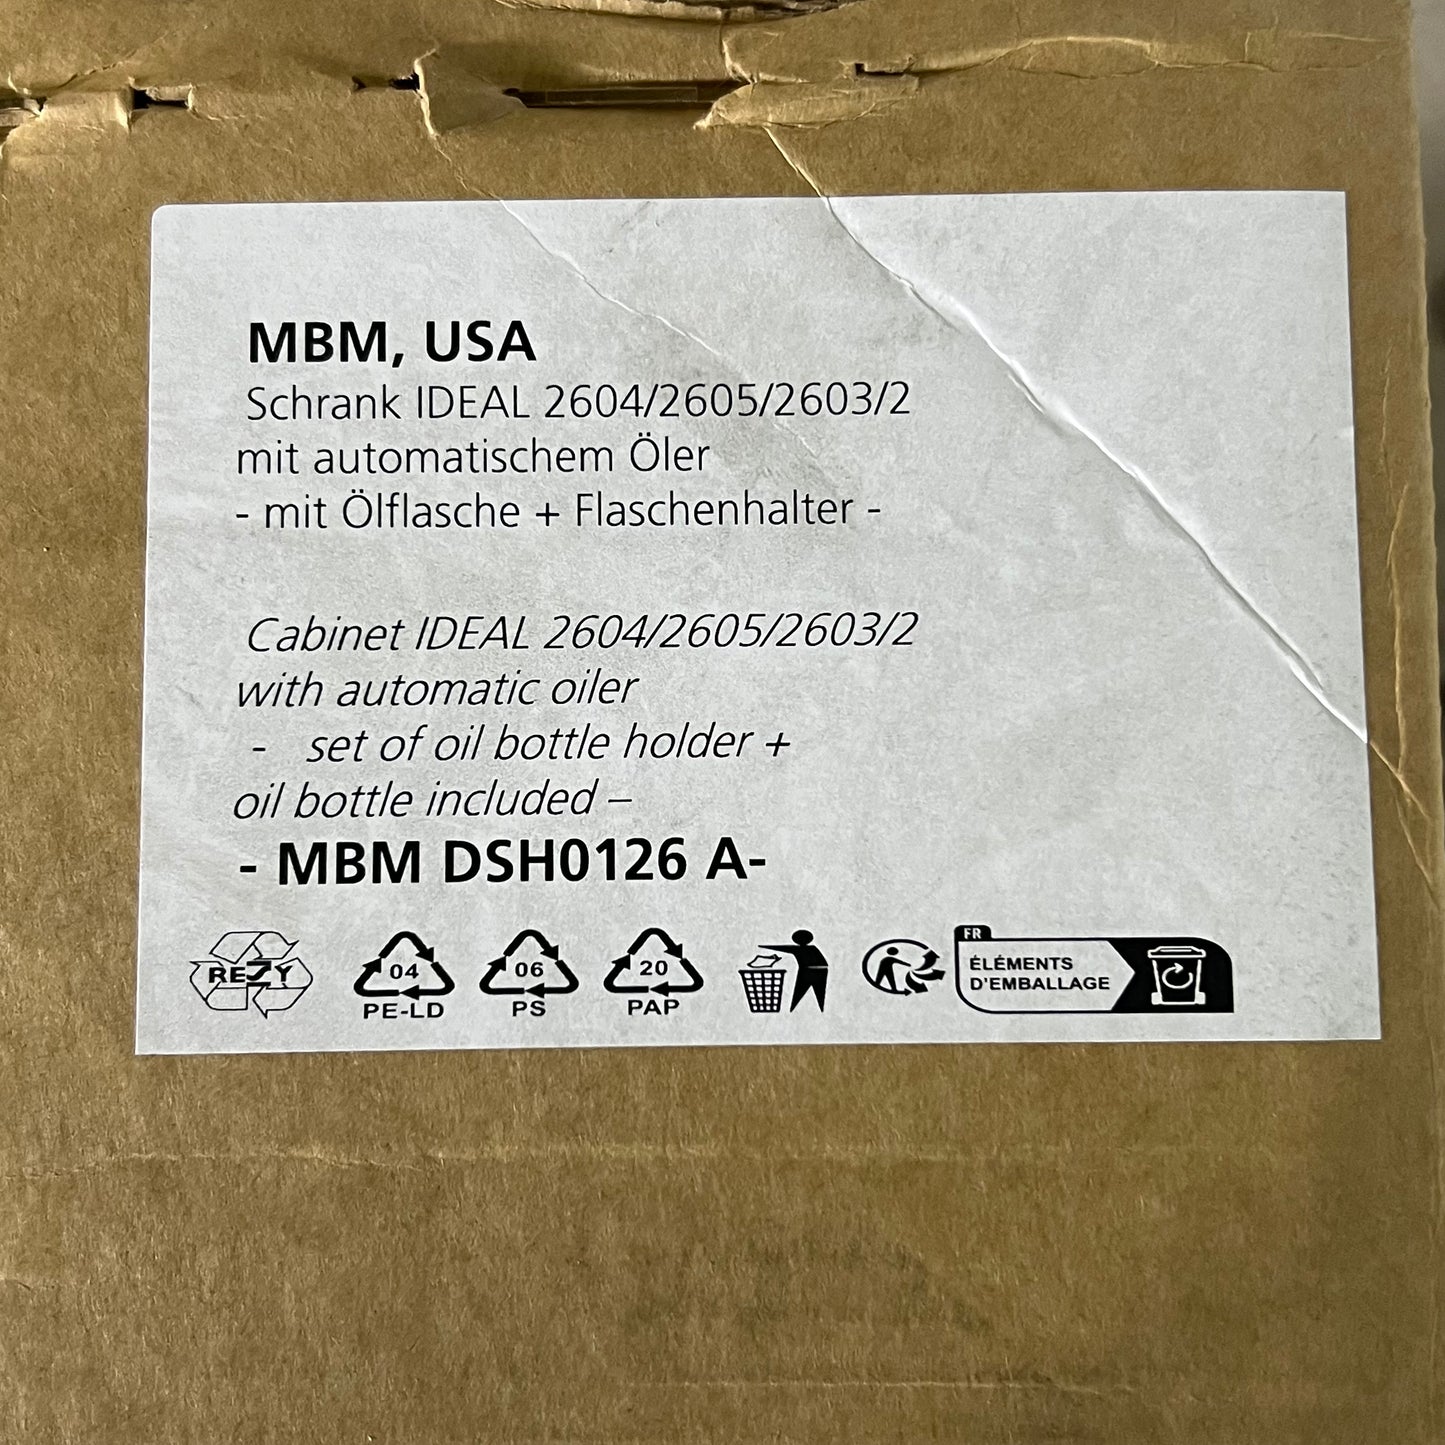 MBM, USA
Schrank IDEAL 2604/2605/2603/2
mit automatischem Öler
- mit Ölflasche + Flaschenhalter -
Cabinet IDEAL 2604/2605/2603/2
with automatic oiler
- set of oil bottle holder +
oil bottle included –
- MBM DSH0126 A-
RESY
04
PE-LD
06
PS
20
PAP
FR
ÉLÉMENTS
D'EMBALLAGE